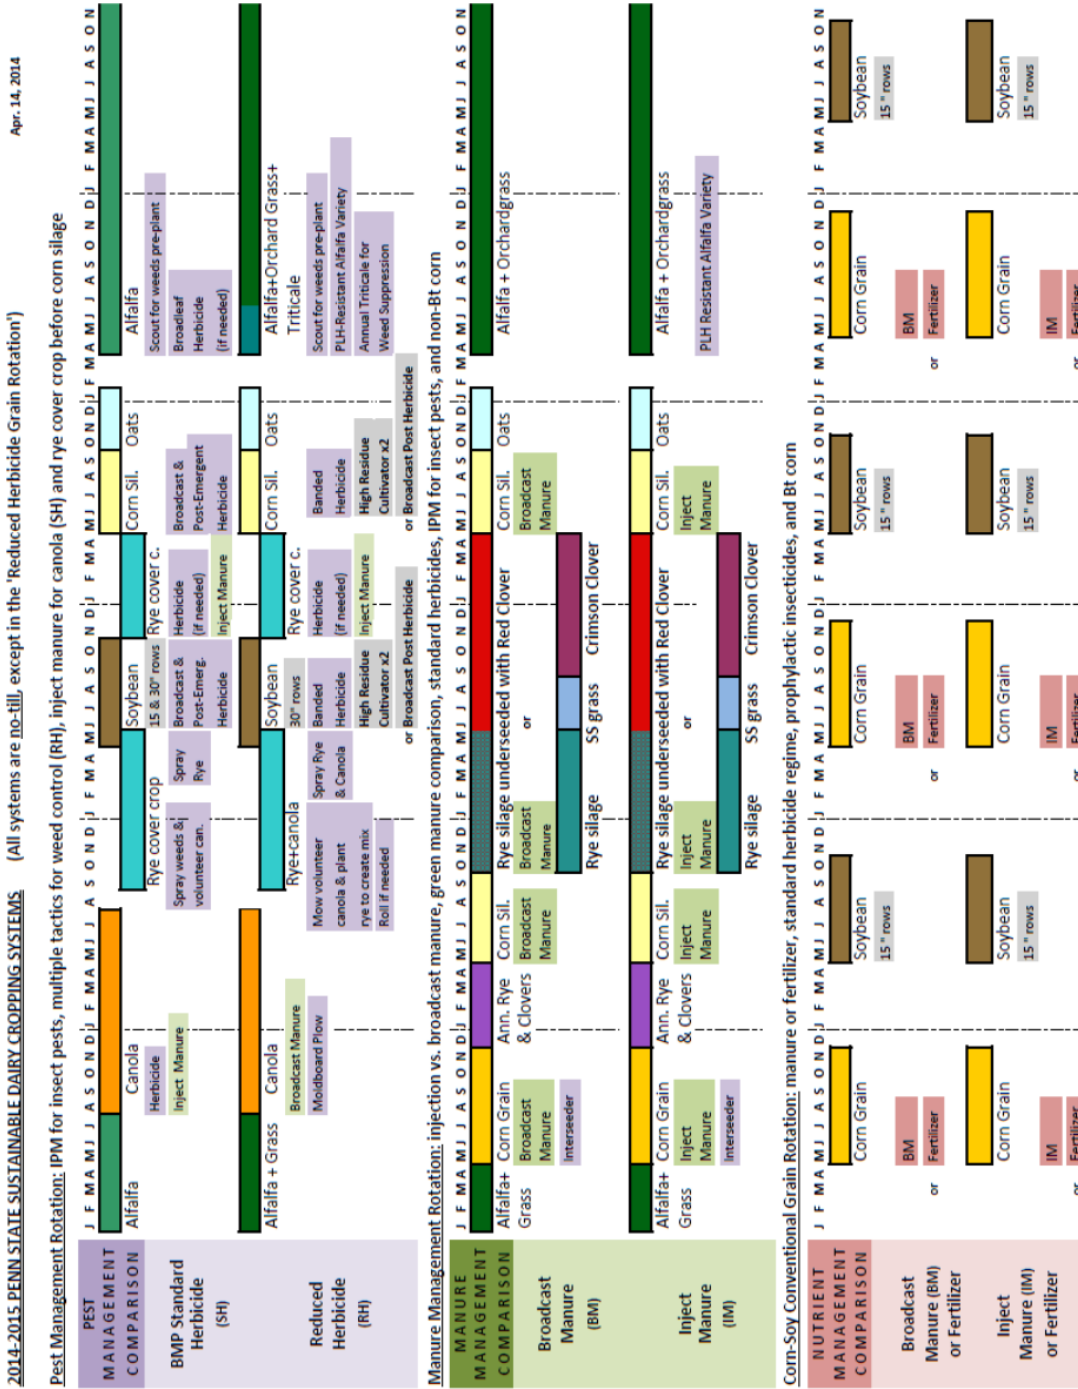 2014-2015 PENN STATE SUSTAINABLE DAIRY CROPPING SYSTEMS (All systems are no-till, except in the 'Reduced Herbicide Grain Rotation') Apr. 14, 2014
Pest Management Rotation: IPM for insect pests, multiple tactics for weed control (RH), inject manure for canola (SH) and rye cover crop before corn silage
PEST
MANAGEMENT
COMPARISON
J F M A M J J A S O N D J F M A M J J A S O N D J F M A M J J A S O N D J F M A M J J A S O N D J F M A M J J A S O N D J F M A M J J A S O N
BMP Standard
Herbicide
(SH)
Alfalfa Canola Rye cover crop Soybean Rye cover c. Corn Sil. Oats Alfalfa
Herbicide
Inject Manure
Spray weeds &
volunteer can.
Spray
Rye
15 & 30" rows
Broadcast &
Post-Emerg.
Herbicide
Herbicide
(if needed)
Inject Manure
Broadcast &
Post-Emergent
Herbicide
Scout for weeds pre-plant
Broadleaf
Herbicide
(if needed)
Reduced
Herbicide
(RH)
Alfalfa + Grass Canola Rye+canola Soybean Rye cover c. Corn Sil. Oats Alfalfa+Orchard Grass+
Triticale
Broadcast Manure
Moldboard Plow
Mow volunteer
canola & plant
rye to create mix
Roll if needed
Spray Rye
& Canola
30" rows
Banded
Herbicide
High Residue
Cultivator x2
or Broadcast Post Herbicide
Herbicide
(if needed)
Inject Manure
Banded
Herbicide
High Residue
Cultivator x2
or Broadcast Post Herbicide
Scout for weeds pre-plant
PLH-Resistant Alfalfa Variety
Annual Triticale for
Weed Suppression
Manure Management Rotation: injection vs. broadcast manure, green manure comparison, standard herbicides, IPM for insect pests, and non-Bt corn
MANURE
MANAGEMENT
COMPARISON
J F M A M J J A S O N D J F M A M J J A S O N D J F M A M J J A S O N D J F M A M J J A S O N D J F M A M J J A S O N D J F M A M J J A S O N
Broadcast
Manure
(BM)
Alfalfa+
Grass
Corn Grain
Broadcast
Manure
Interseeder
Ann. Rye
& Clovers
Corn Sil.
Broadcast
Manure
Rye silage underseeded with Red Clover
Broadcast
Manure
or
Rye silage SS grass Crimson Clover
Corn Sil.
Broadcast
Manure
Oats
Alfalfa + Orchardgrass
Inject
Manure
(IM)
Alfalfa+
Grass
Corn Grain
Inject
Manure
Interseeder
Ann. Rye
& Clovers
Corn Sil.
Inject
Manure
Rye silage underseeded with Red Clover
Inject
Manure
or
Rye silage SS grass Crimson Clover
Corn Sil.
Inject
Manure
Oats
Alfalfa + Orchardgrass
PLH Resistant Alfalfa Variety
Corn-Soy Conventional Grain Rotation: manure or fertilizer, standard herbicide regime, prophylactic insecticides, and Bt corn
NUTRIENT
MANAGEMENT
COMPARISON
J F M A M J J A S O N D J F M A M J J A S O N D J F M A M J J A S O N D J F M A M J J A S O N D J F M A M J J A S O N D J F M A M J J A S O N
Broadcast
Manure (BM)
or Fertilizer
Corn Grain Soybean Corn Grain Soybean Corn Grain Soybean
BM 15 " rows BM 15 " rows BM 15 " rows
or Fertilizer or Fertilizer or Fertilizer
Inject
Manure (IM)
or Fertilizer
Corn Grain Soybean Corn Grain Soybean Corn Grain Soybean
IM 15 " rows IM 15 " rows IM 15 " rows
or Fertilizer or Fertilizer or Fertilizer